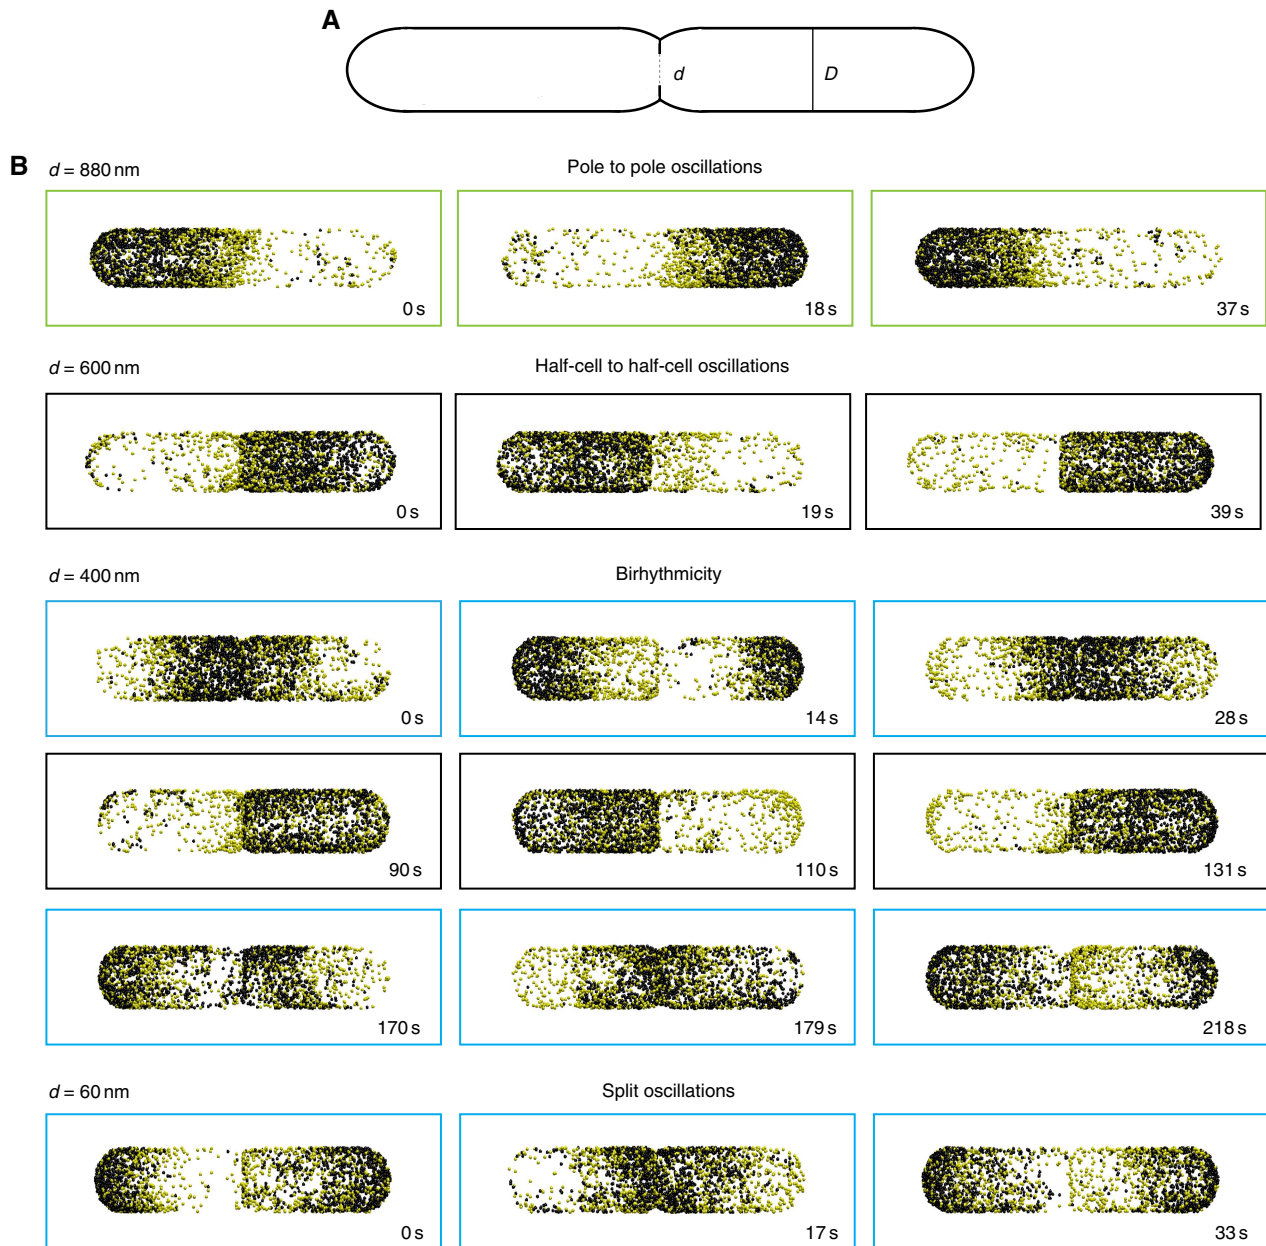 A
d
D
B
d = 880 nm
Pole to pole oscillations
0 s
18 s
37 s
d = 600 nm
Half-cell to half-cell oscillations
0 s
19 s
39 s
d = 400 nm
Birhythmicity
0 s
14 s
28 s
90 s
110 s
131 s
170 s
179 s
218 s
d = 60 nm
Split oscillations
0 s
17 s
33 s